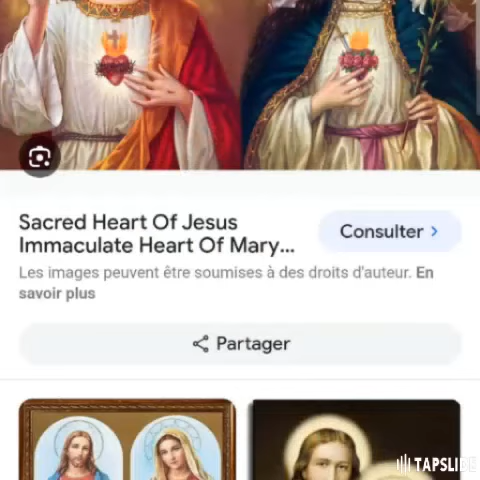 Sacred Heart Of Jesus
Immaculate Heart Of Mary...
Consulter
Les images peuvent être soumises à des droits d'auteur. En
savoir plus
Partager
TAPSLIDE